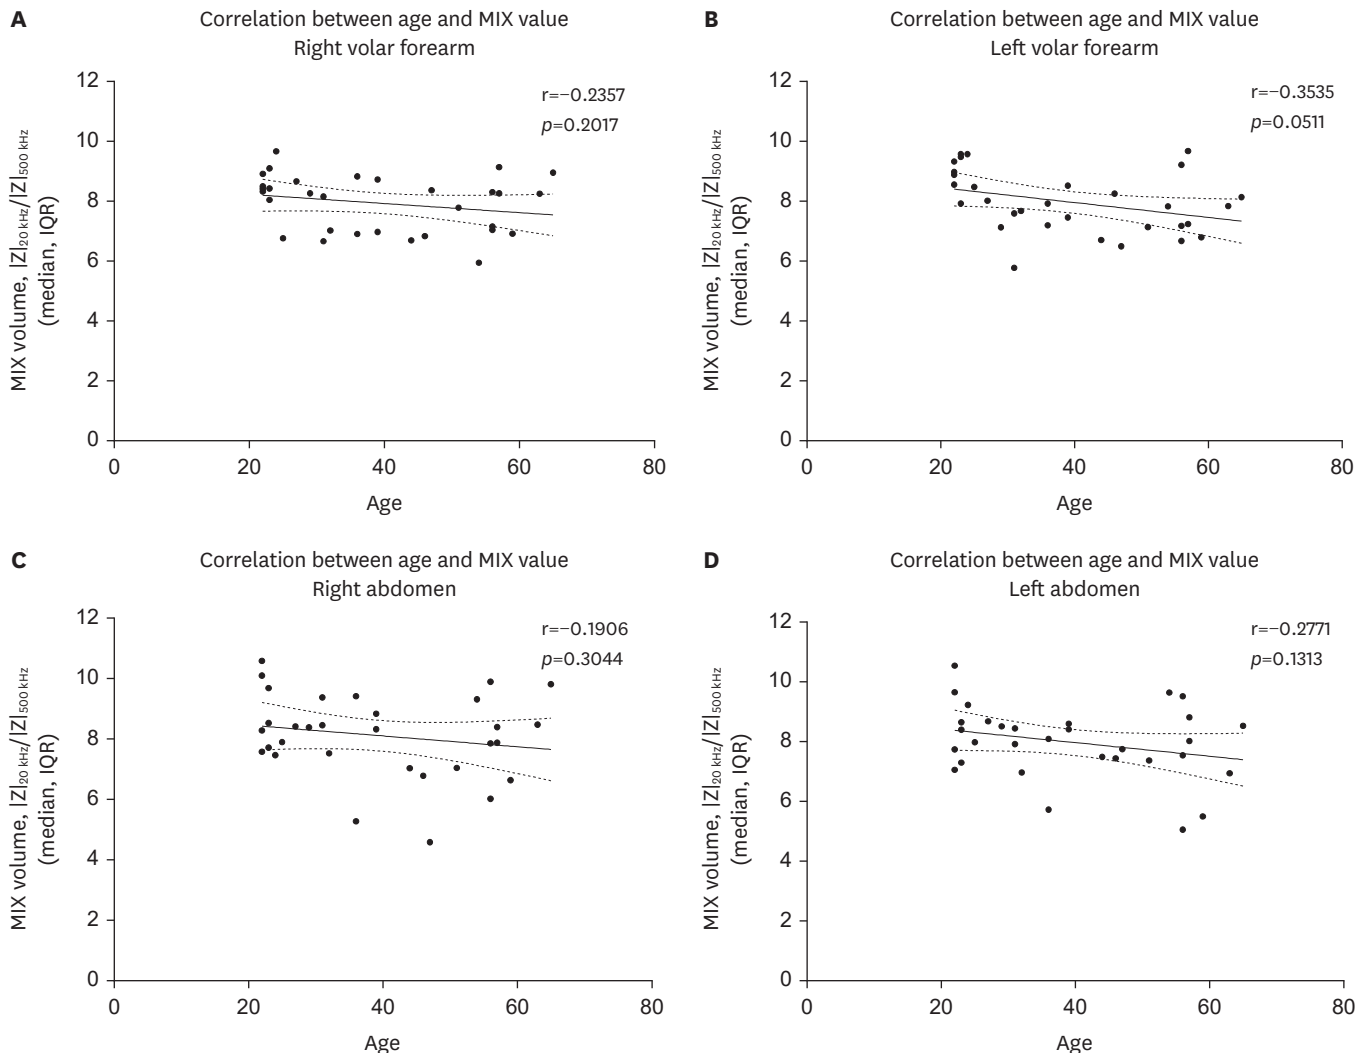 A
Correlation between age and MIX value
Right volar forearm
r=−0.2357
p=0.2017
MIX volume, |Z|20 kHz/|Z|500 kHz
(median, IQR)
12
10
8
6
4
2
0
0 20 40 60 80
Age
B
Correlation between age and MIX value
Left volar forearm
r=−0.3535
p=0.0511
MIX volume, |Z|20 kHz/|Z|500 kHz
(median, IQR)
12
10
8
6
4
2
0
0 20 40 60 80
Age
C
Correlation between age and MIX value
Right abdomen
r=−0.1906
p=0.3044
MIX volume, |Z|20 kHz/|Z|500 kHz
(median, IQR)
12
10
8
6
4
2
0
0 20 40 60 80
Age
D
Correlation between age and MIX value
Left abdomen
r=−0.2771
p=0.1313
MIX volume, |Z|20 kHz/|Z|500 kHz
(median, IQR)
12
10
8
6
4
2
0
0 20 40 60 80
Age